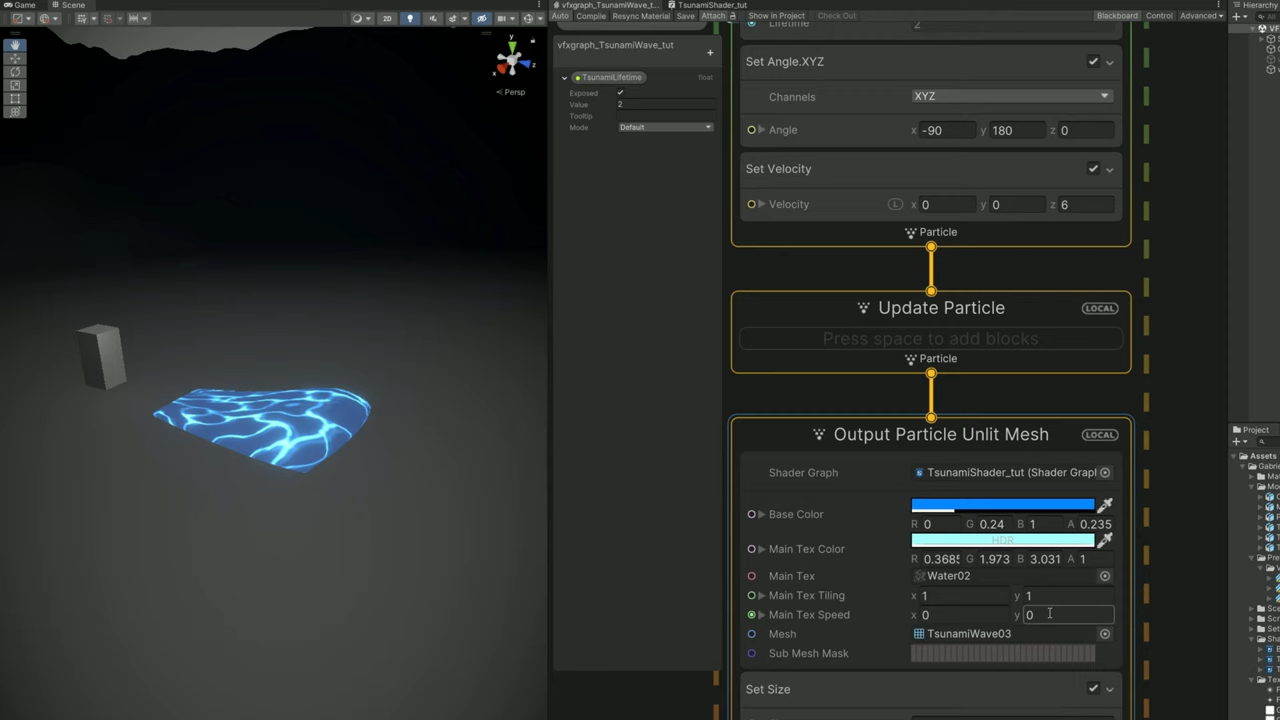 Game
Scene
vfxgraph_TsunamiWave_t...
TsunamiShader_tut
Hierarchy
2D
Auto
Compile
Resync Material
Save
Attach
Show in Project
Check Out
Blackboard
Control
Advanced
Lifetime
2
vfxgraph_TsunamiWave_tut
+
TsunamiLifetime
float
Exposed
Value
2
Tooltip
Mode
Default
y
x
z
< Persp
Set Angle.XYZ
Channels
XYZ
Angle
x -90 y 180 z 0
Set Velocity
Velocity
L
x 0 y 0 z 6
Particle
Update Particle
LOCAL
Press space to add blocks
Particle
Output Particle Unlit Mesh
LOCAL
Shader Graph
TsunamiShader_tut (Shader Graph
Base Color
R 0 G 0.24 B 1 A 0.235
HDR
Main Tex Color
R 0.3685 G 1.973 B 3.031 A 1
Main Tex
Water02
Main Tex Tiling
x 1 y 1
Main Tex Speed
x 0 y 0
Mesh
TsunamiWave03
Sub Mesh Mask
Set Size
Project
Assets